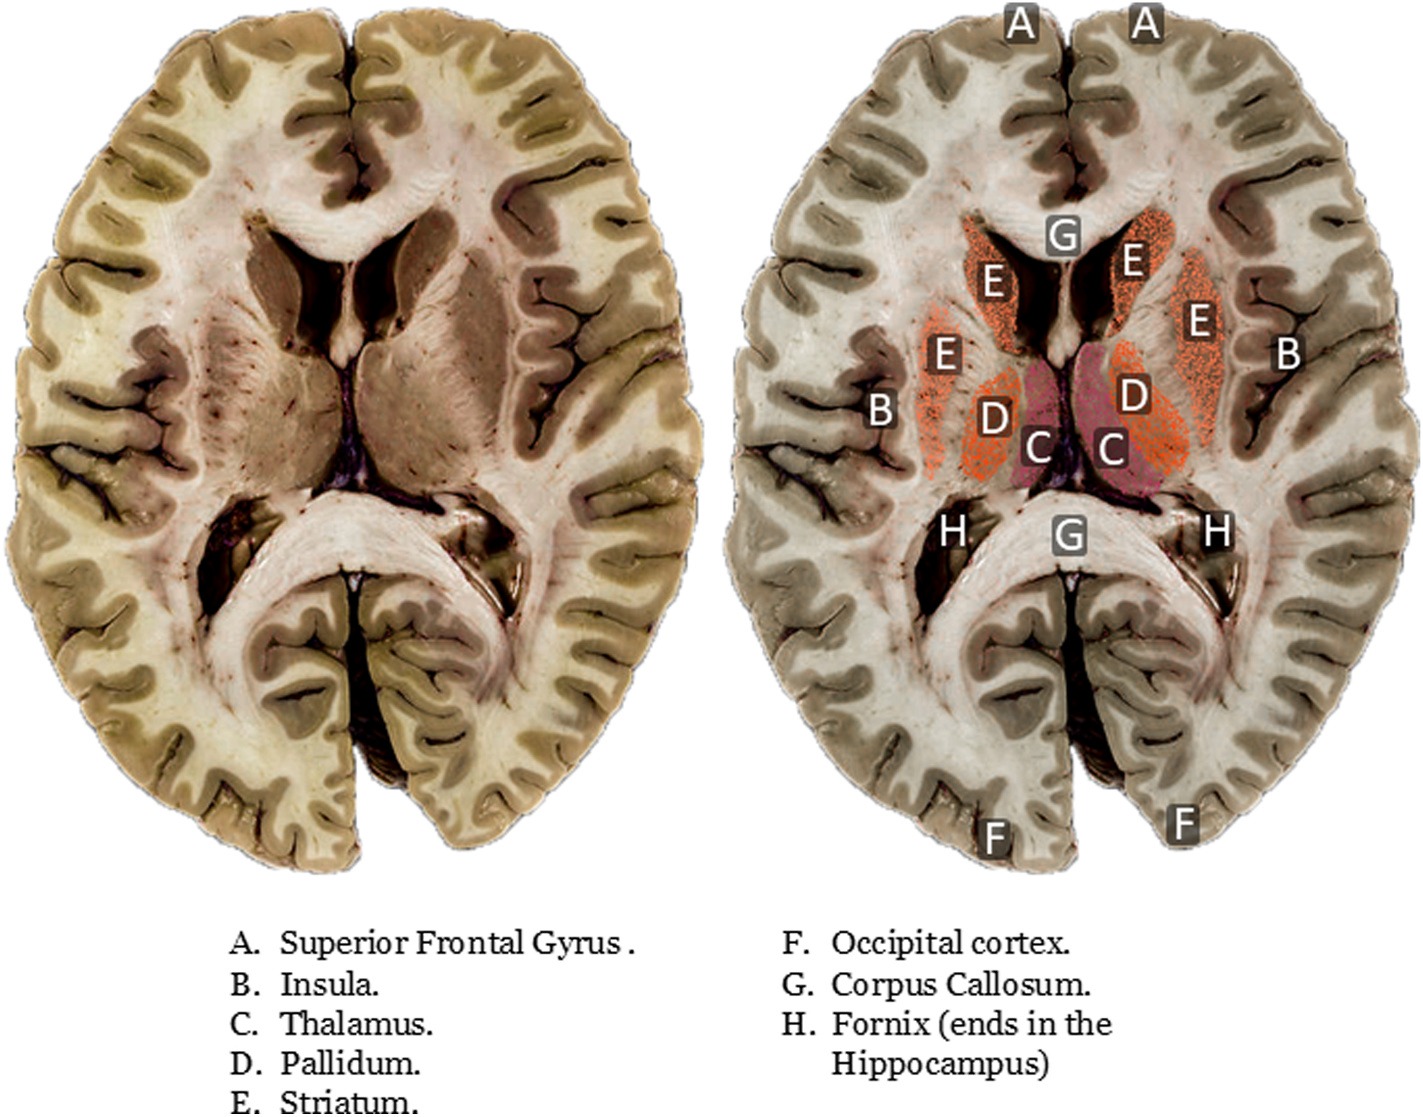 A A
G
E E
E E
B B
D D
C C
H H
G
F F
A. Superior Frontal Gyrus .
B. Insula.
C. Thalamus.
D. Pallidum.
E. Striatum.
F. Occipital cortex.
G. Corpus Callosum.
H. Fornix (ends in the
Hippocampus)